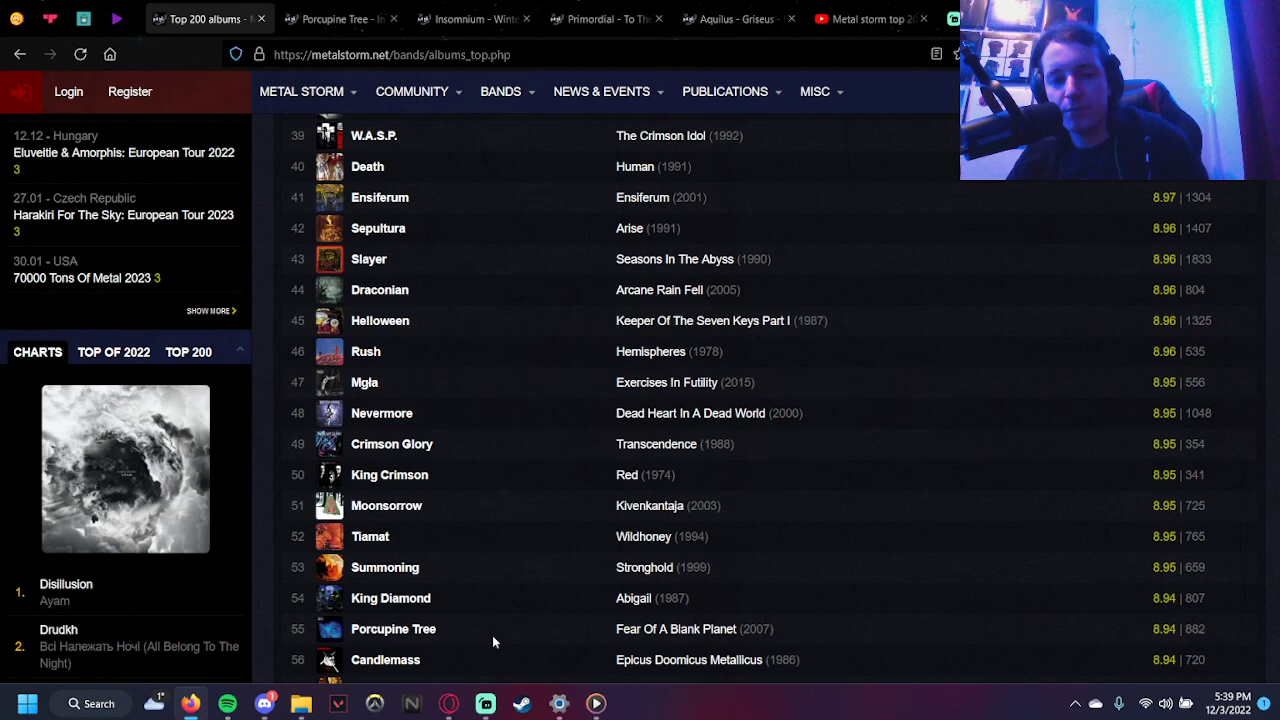 Top 200 albums - M
Porcupine Tree - In
Insomnium - Winte
Primordial - To The
Aquilus - Griseus -
Metal storm top 20
https://metalstorm.net/bands/albums_top.php
Login
Register
METAL STORM
COMMUNITY
BANDS
NEWS & EVENTS
PUBLICATIONS
MISC
12.12 - Hungary
Eluveitie & Amorphis: European Tour 2022
3
27.01 - Czech Republic
Harakiri For The Sky: European Tour 2023
3
30.01 - USA
70000 Tons Of Metal 2023 3
SHOW MORE
CHARTS TOP OF 2022 TOP 200
1. Disillusion
Ayam
2. Drudkh
Всі Належать Ночі (All Belong To The
Night)
39 W.A.S.P. The Crimson Idol (1992)
40 Death Human (1991)
41 Ensiferum Ensiferum (2001) 8.97 | 1304
42 Sepultura Arise (1991) 8.96 | 1407
43 Slayer Seasons In The Abyss (1990) 8.96 | 1833
44 Draconian Arcane Rain Fell (2005) 8.96 | 804
45 Helloween Keeper Of The Seven Keys Part I (1987) 8.96 | 1325
46 Rush Hemispheres (1978) 8.96 | 535
47 Mgła Exercises In Futility (2015) 8.95 | 556
48 Nevermore Dead Heart In A Dead World (2000) 8.95 | 1048
49 Crimson Glory Transcendence (1988) 8.95 | 354
50 King Crimson Red (1974) 8.95 | 341
51 Moonsorrow Kivenkantaja (2003) 8.95 | 725
52 Tiamat Wildhoney (1994) 8.95 | 765
53 Summoning Stronghold (1999) 8.95 | 659
54 King Diamond Abigail (1987) 8.94 | 807
55 Porcupine Tree Fear Of A Blank Planet (2007) 8.94 | 882
56 Candlemass Epicus Doomicus Metallicus (1986) 8.94 | 720
Search
5:39 PM
12/3/2022
1